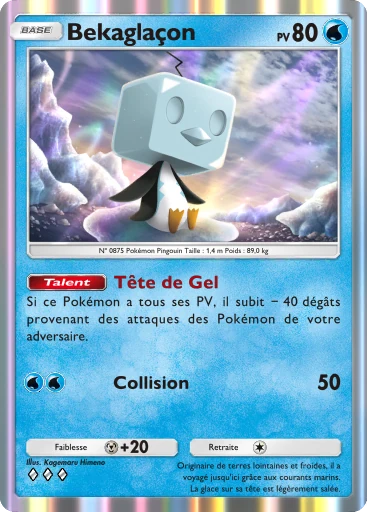 BASE Bekaglaçon PV 80
N° 0875 Pokémon Pingouin Taille : 1,4 m Poids : 89,0 kg
Talent Tête de Gel
Si ce Pokémon a tous ses PV, il subit − 40 dégâts
provenant des attaques des Pokémon de votre
adversaire.
Collision 50
Faiblesse +20 Retraite
Illus. Kagemaru Himeno
Originaire de terres lointaines et froides, il a
voyagé jusqu'ici grâce aux courants marins.
La glace sur sa tête est légèrement salée.